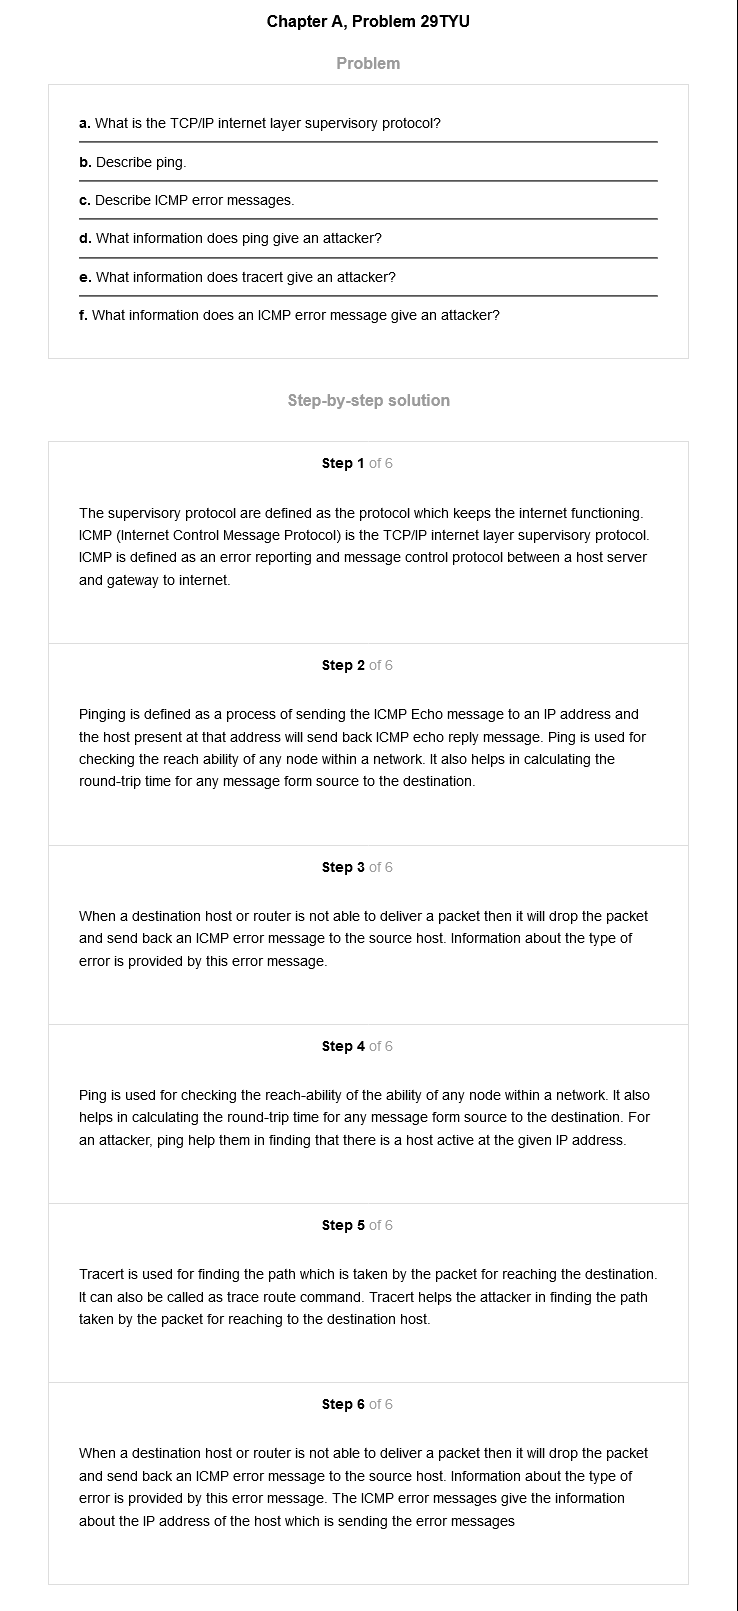 Chapter A, Problem 29TYU
Problem
a. What is the TCP/IP internet layer supervisory protocol?
b. Describe ping.
c. Describe ICMP error messages.
d. What information does ping give an attacker?
e. What information does tracert give an attacker?
f. What information does an ICMP error message give an attacker?
Step-by-step solution
Step 1 of 6
The supervisory protocol are defined as the protocol which keeps the internet functioning.
ICMP (Internet Control Message Protocol) is the TCP/IP internet layer supervisory protocol.
ICMP is defined as an error reporting and message control protocol between a host server
and gateway to internet.
Step 2 of 6
Pinging is defined as a process of sending the ICMP Echo message to an IP address and
the host present at that address will send back ICMP echo reply message. Ping is used for
checking the reach ability of any node within a network. It also helps in calculating the
round-trip time for any message form source to the destination.
Step 3 of 6
When a destination host or router is not able to deliver a packet then it will drop the packet
and send back an ICMP error message to the source host. Information about the type of
error is provided by this error message.
Step 4 of 6
Ping is used for checking the reach-ability of the ability of any node within a network. It also
helps in calculating the round-trip time for any message form source to the destination. For
an attacker, ping help them in finding that there is a host active at the given IP address.
Step 5 of 6
Tracert is used for finding the path which is taken by the packet for reaching the destination.
It can also be called as trace route command. Tracert helps the attacker in finding the path
taken by the packet for reaching to the destination host.
Step 6 of 6
When a destination host or router is not able to deliver a packet then it will drop the packet
and send back an ICMP error message to the source host. Information about the type of
error is provided by this error message. The ICMP error messages give the information
about the IP address of the host which is sending the error messages